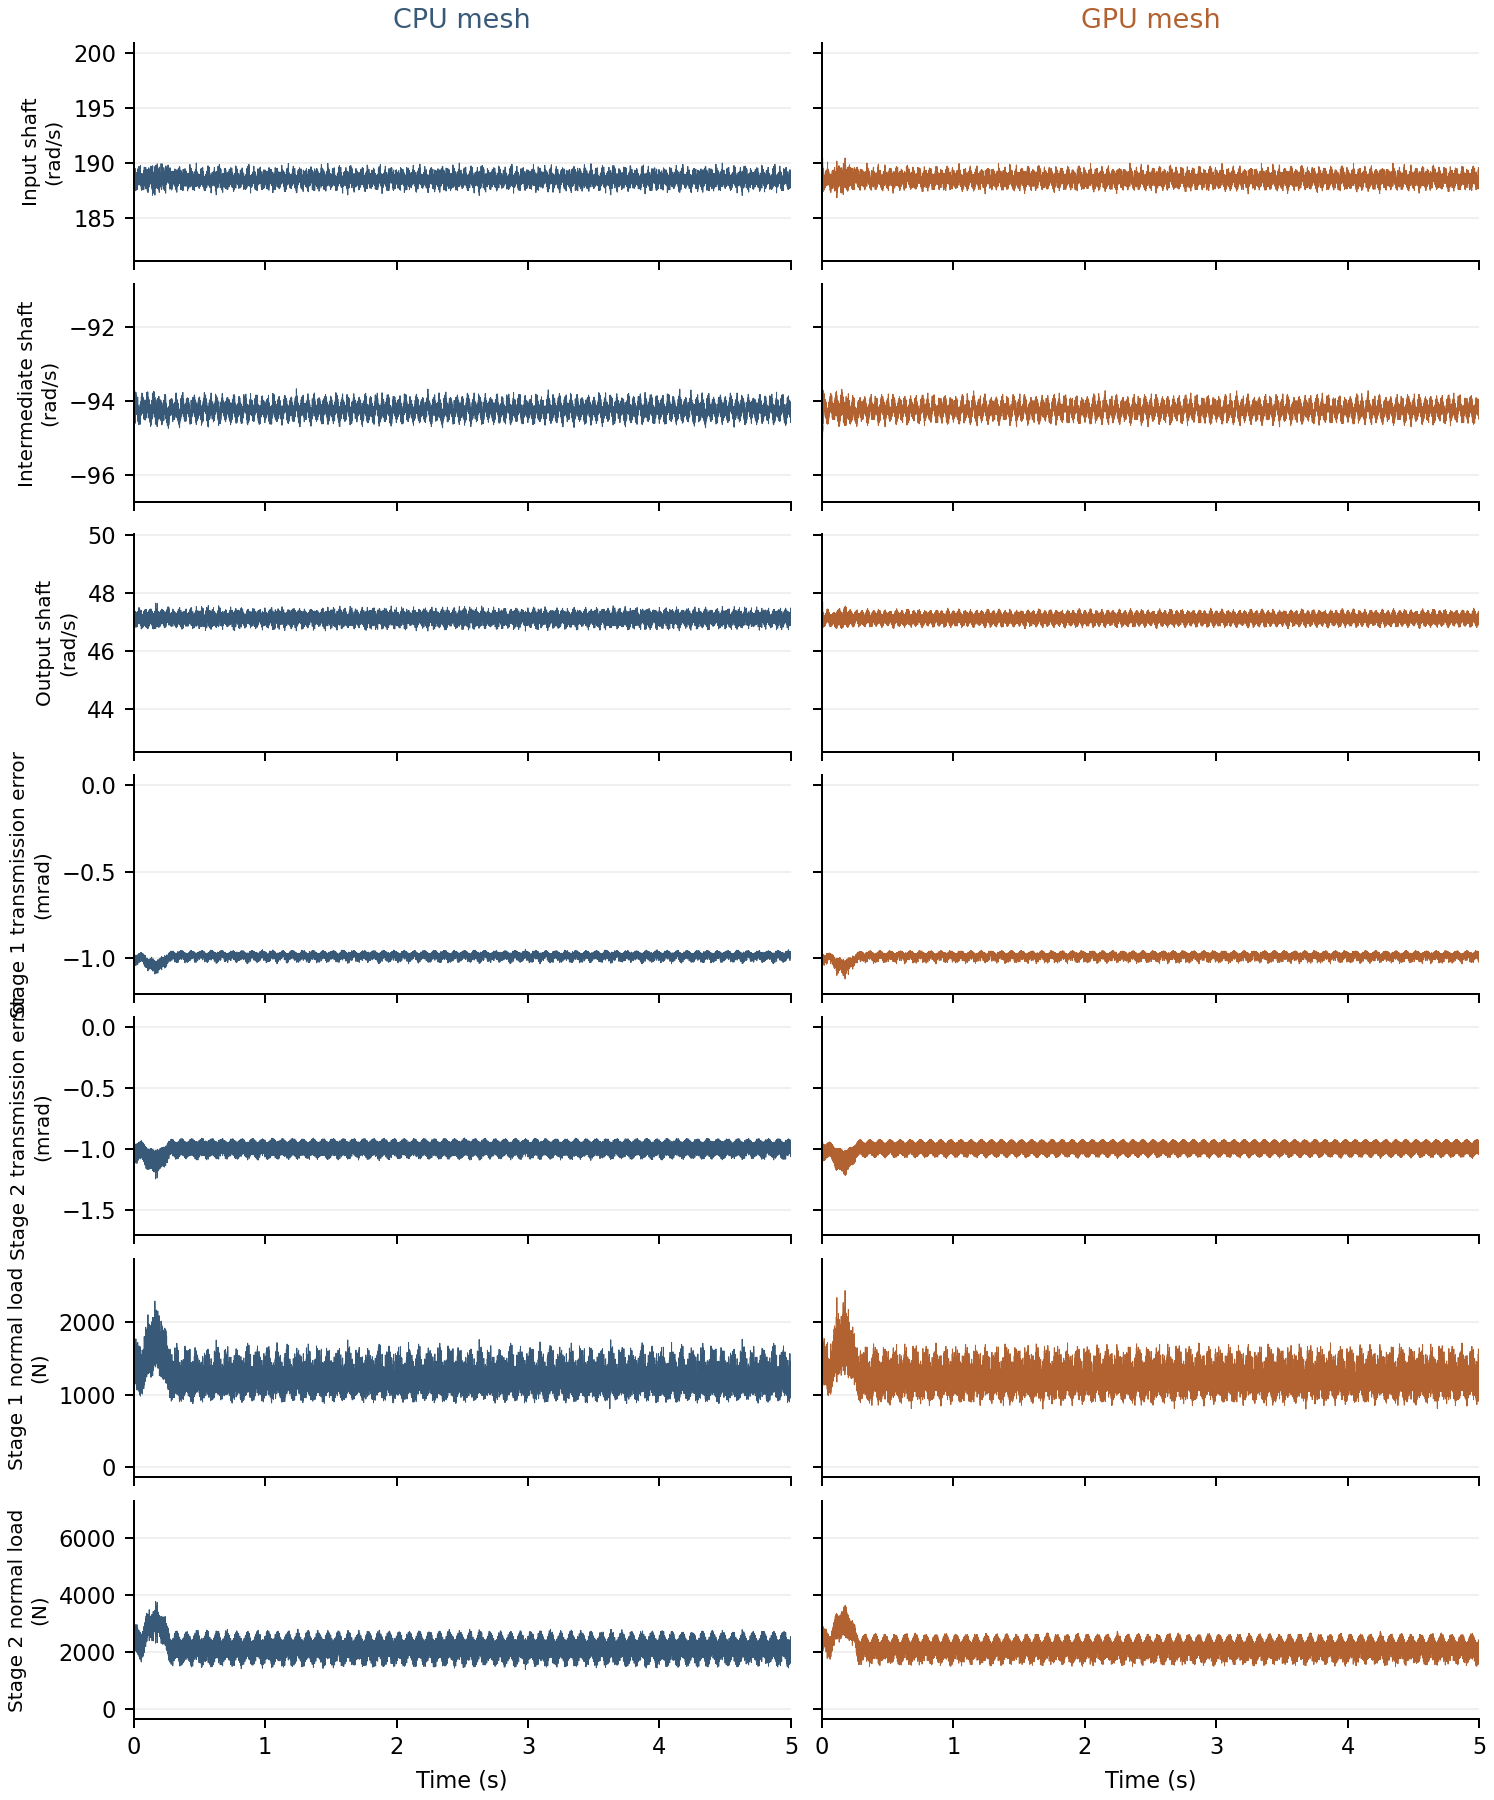 CPU mesh
GPU mesh
Input shaft
(rad/s)
200
195
190
185
Intermediate shaft
(rad/s)
−92
−94
−96
Output shaft
(rad/s)
50
48
46
44
Stage 1 transmission error
(mrad)
0.0
−0.5
−1.0
Stage 2 transmission error
(mrad)
0.0
−0.5
−1.0
−1.5
Stage 1 normal load
(N)
2000
1000
0
Stage 2 normal load
(N)
6000
4000
2000
0
0 1 2 3 4 5
0 1 2 3 4 5
Time (s)
Time (s)